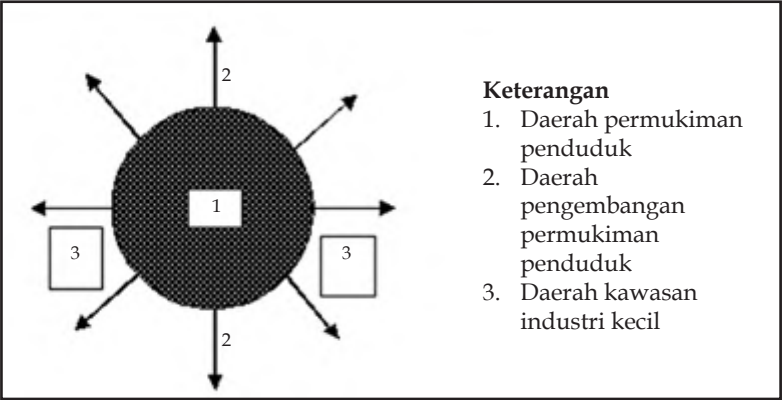 2
1
3
3
2
Keterangan
1. Daerah permukiman
penduduk
2. Daerah
pengembangan
permukiman
penduduk
3. Daerah kawasan
industri kecil